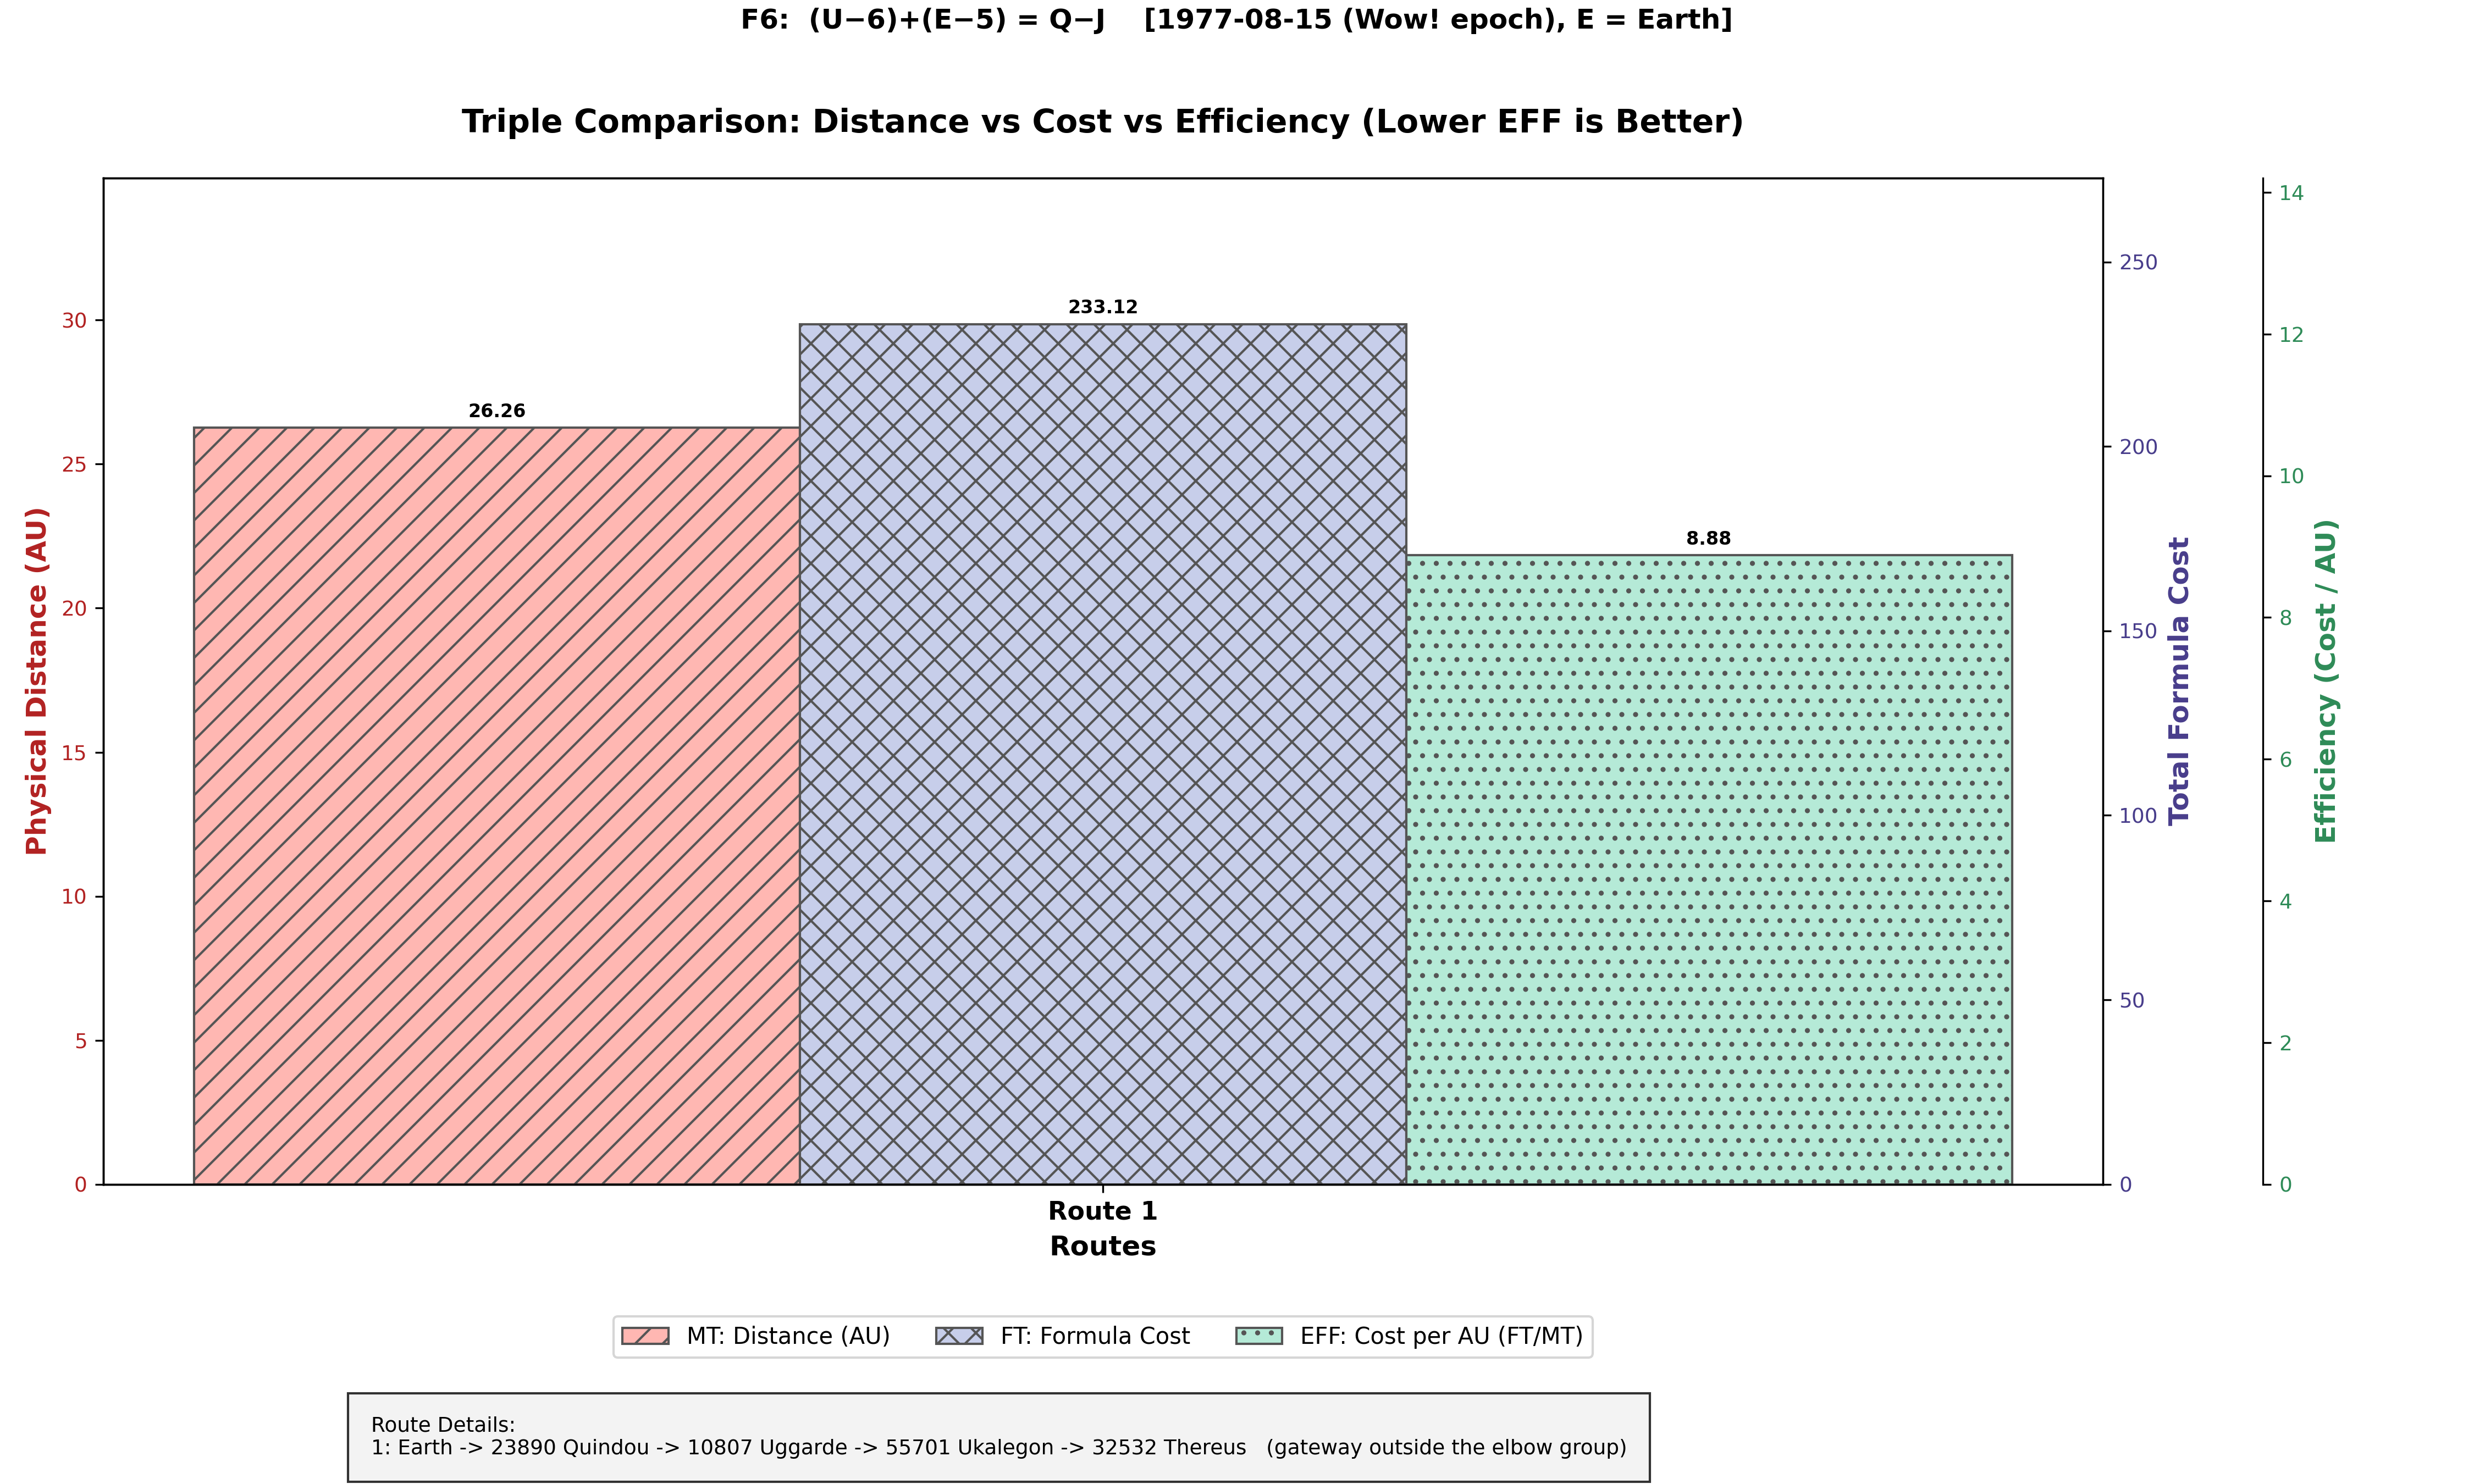 F6:  (U−6)+(E−5) = Q−J    [1977-08-15 (Wow! epoch), E = Earth]
Triple Comparison: Distance vs Cost vs Efficiency (Lower EFF is Better)
Physical Distance (AU)
30
25
20
15
10
5
0
26.26
233.12
8.88
250
200
150
100
50
0
Total Formula Cost
14
12
10
8
6
4
2
0
Efficiency (Cost / AU)
Route 1
Routes
MT: Distance (AU)
FT: Formula Cost
EFF: Cost per AU (FT/MT)
Route Details:
1: Earth -> 23890 Quindou -> 10807 Uggarde -> 55701 Ukalegon -> 32532 Thereus   (gateway outside the elbow group)